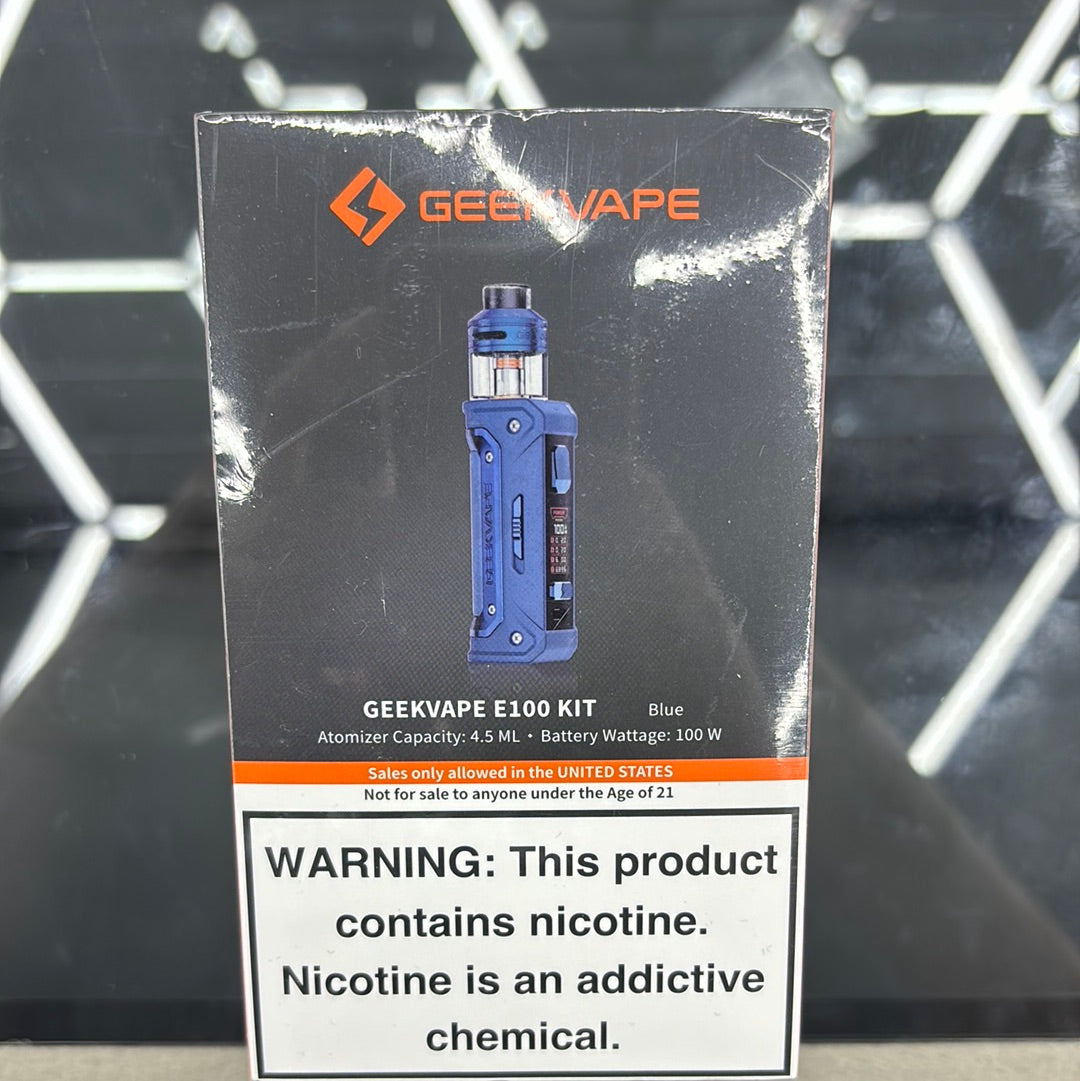 GEEKVAPE
GEEKVAPE E100 KIT Blue
Atomizer Capacity: 4.5 ML • Battery Wattage: 100 W
Sales only allowed in the UNITED STATES
Not for sale to anyone under the Age of 21
WARNING: This product
contains nicotine.
Nicotine is an addictive
chemical.